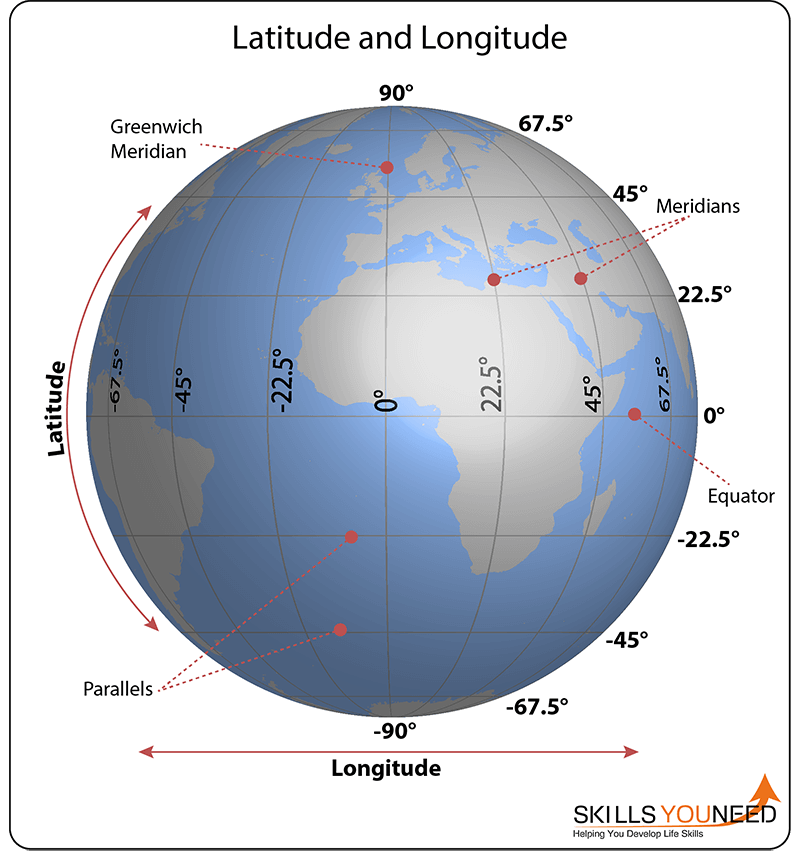 Latitude and Longitude
90°
Greenwich
Meridian
67.5°
45°
Meridians
22.5°
-67.5°
-45°
-22.5°
0°
22.5°
45°
67.5°
0°
Latitude
Equator
-22.5°
-45°
Parallels
-67.5°
-90°
Longitude
SKILLS YOUNEED
Helping You Develop Life Skills